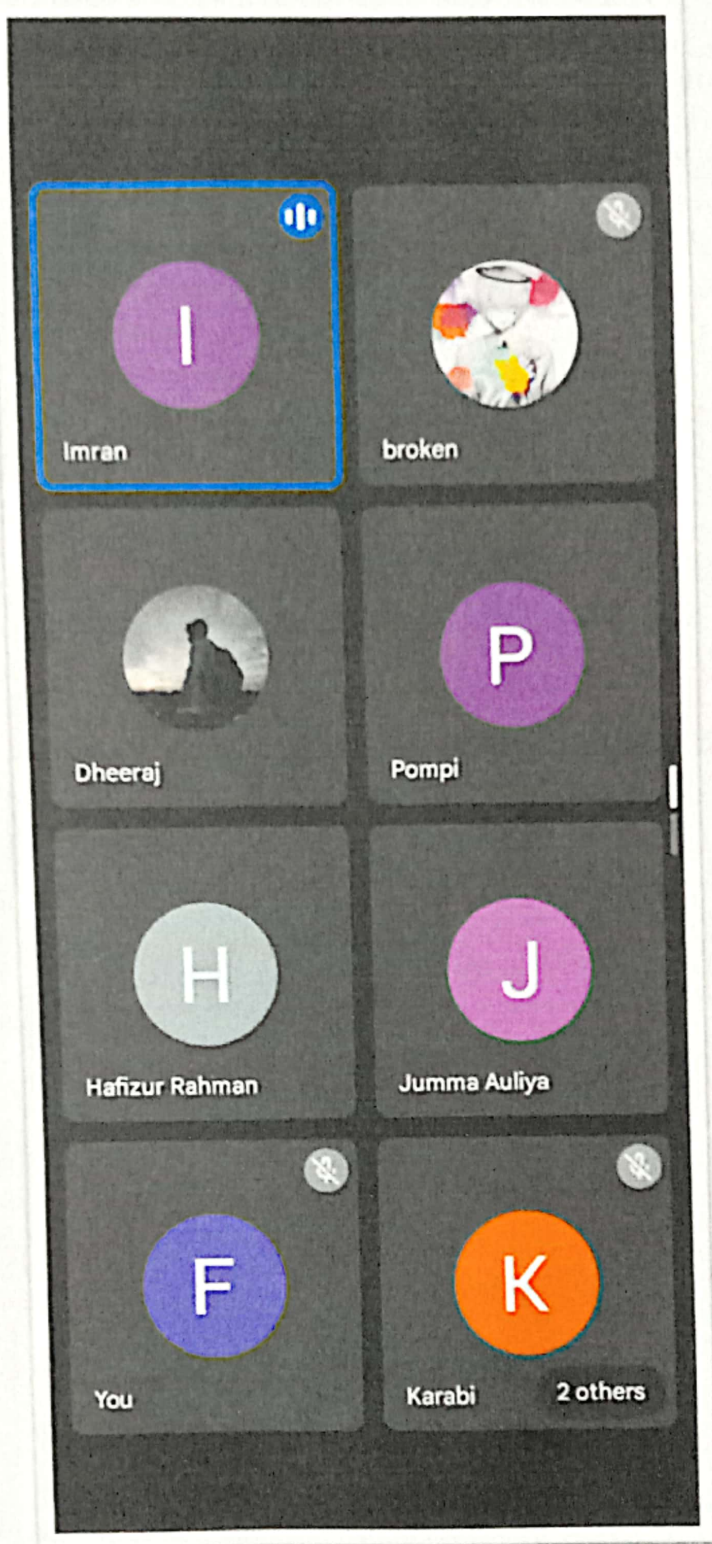 I
Imran
broken
Dheeraj
P
Pompi
H
Hafizur Rahman
J
Jumma Auliya
F
You
K
Karabi
2 others